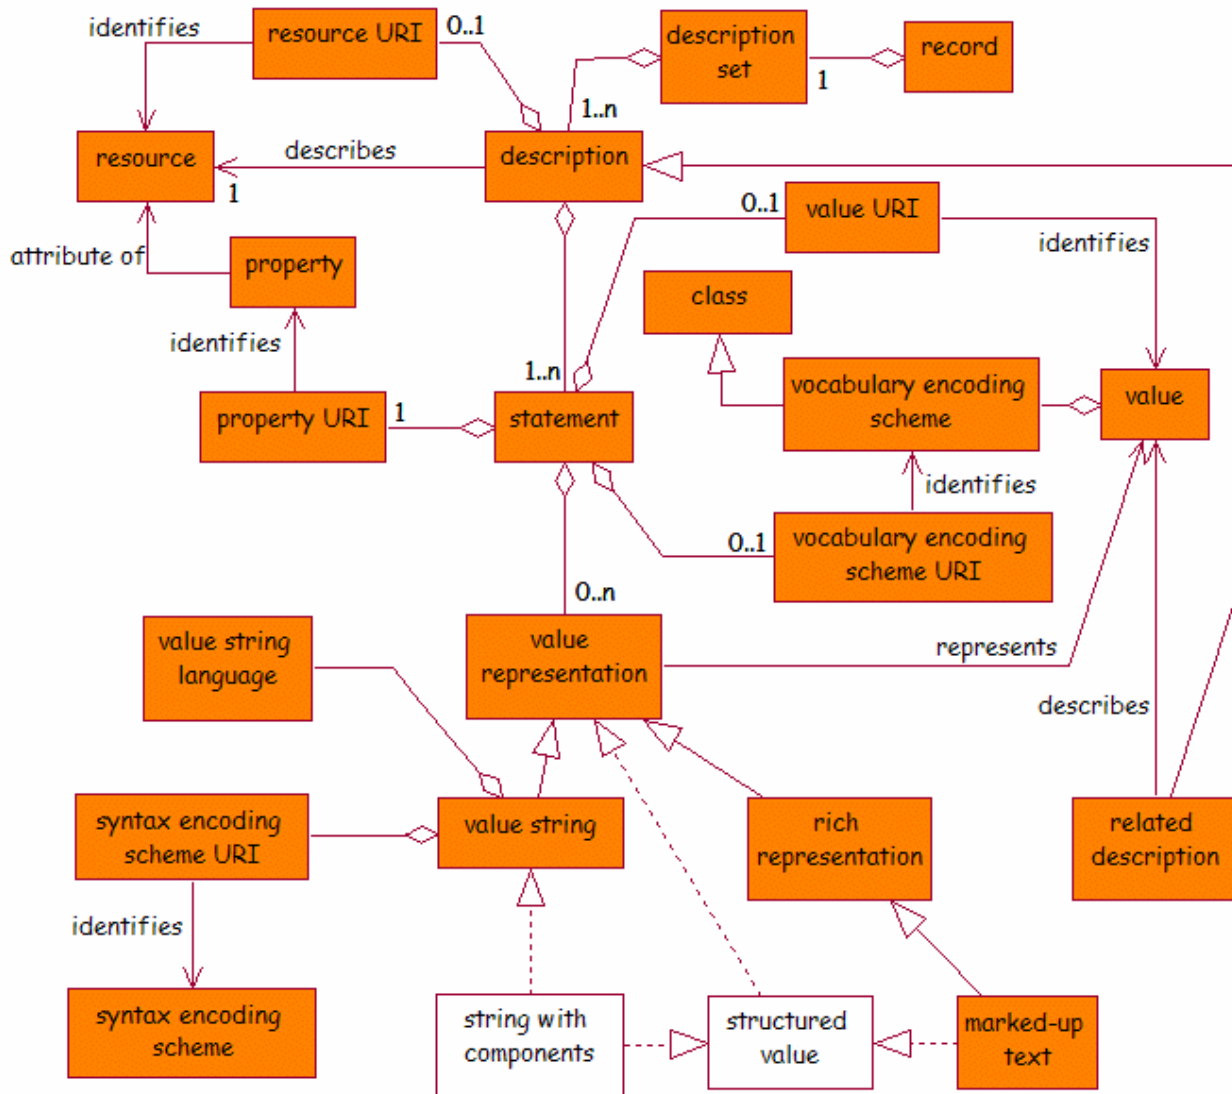 identifies
resource URI
0..1
description
set
record
1
1..n
resource
describes
description
1
0..1
value URI
attribute of
property
identifies
class
identifies
1..n
vocabulary encoding
scheme
value
property URI
1
statement
identifies
0..1
vocabulary encoding
scheme URI
0..n
value string
language
value
representation
represents
describes
syntax encoding
scheme URI
value string
rich
representation
related
description
identifies
syntax encoding
scheme
string with
components
structured
value
marked-up
text